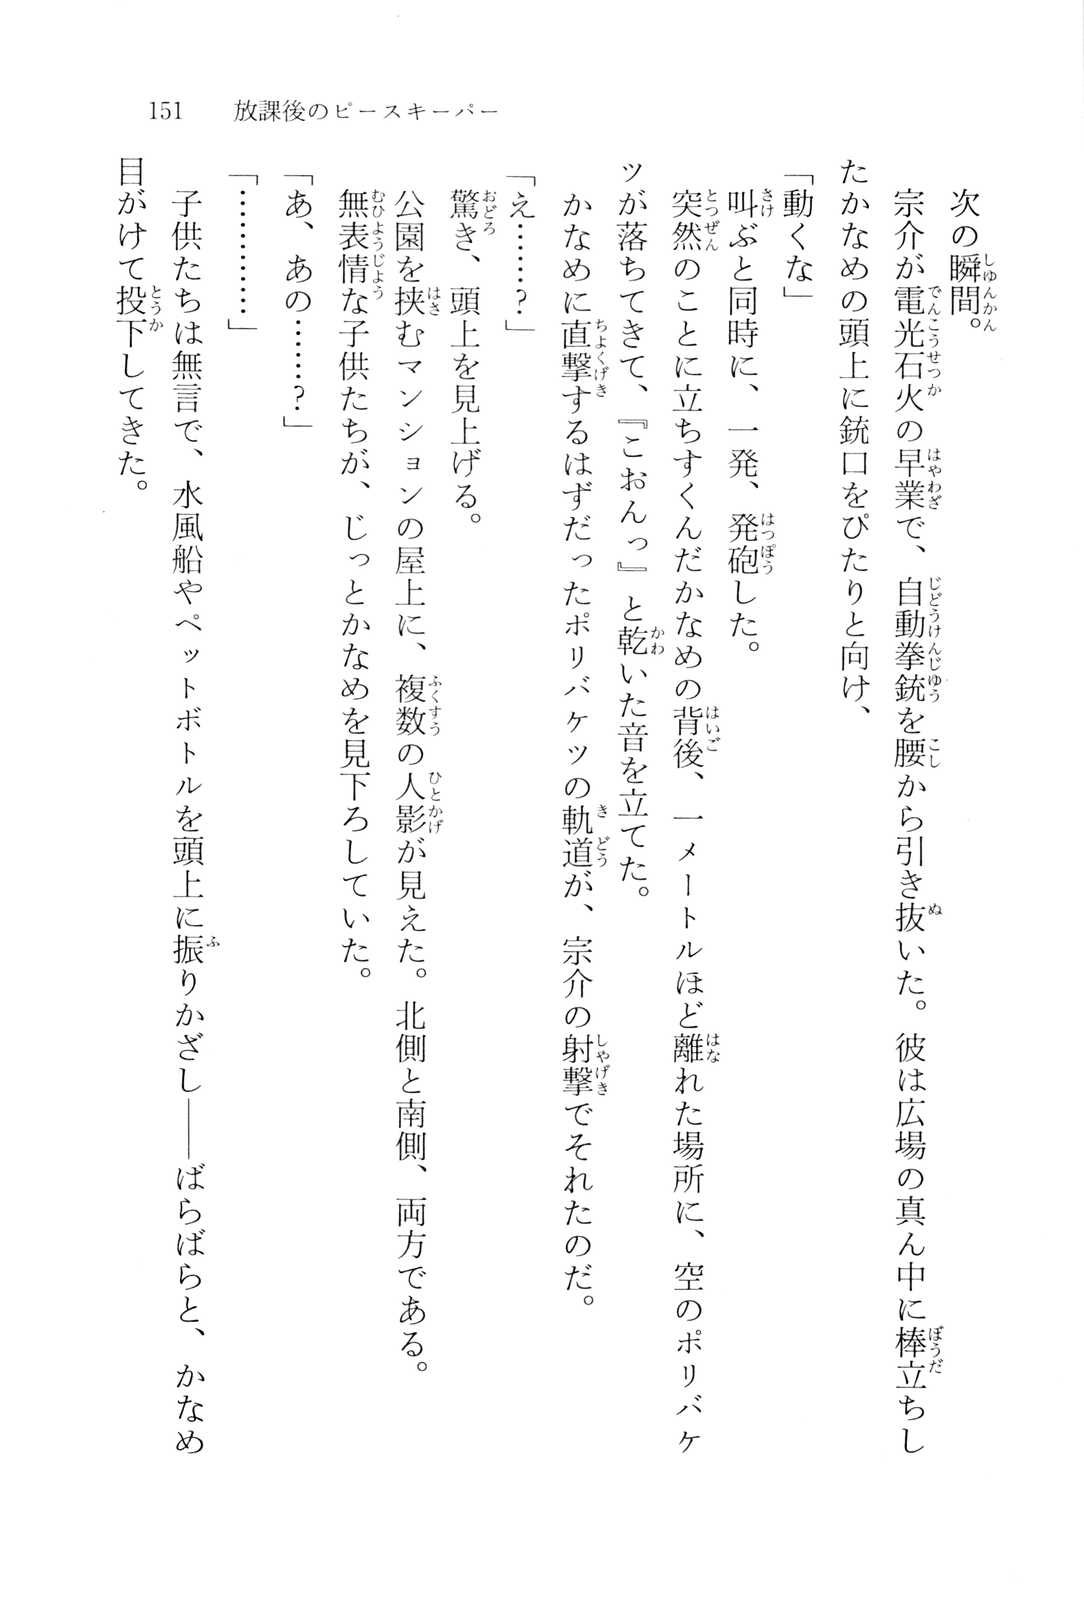 151　放課後のピースキーパー
次の瞬間。
宗介が電光石火の早業で、自動拳銃を腰から引き抜いた。彼は広場の真ん中に棒立ちし
たかなめの頭上に銃口をぴたりと向け、
「動くな」
叫ぶと同時に、一発、発砲した。
突然のことに立ちすくんだかなめの背後、一メートルほど離れた場所に、空のポリバケ
ツが落ちてきて、『こおんっ』と乾いた音を立てた。
かなめに直撃するはずだったポリバケツの軌道が、宗介の射撃でそれたのだ。
「え……？」
驚き、頭上を見上げる。
公園を挟むマンションの屋上に、複数の人影が見えた。北側と南側、両方である。
無表情な子供たちが、じっとかなめを見下ろしていた。
「あ、あの……？」
「…………」
子供たちは無言で、水風船やペットボトルを頭上に振りかざし――ばらばらと、かなめ
目がけて投下してきた。